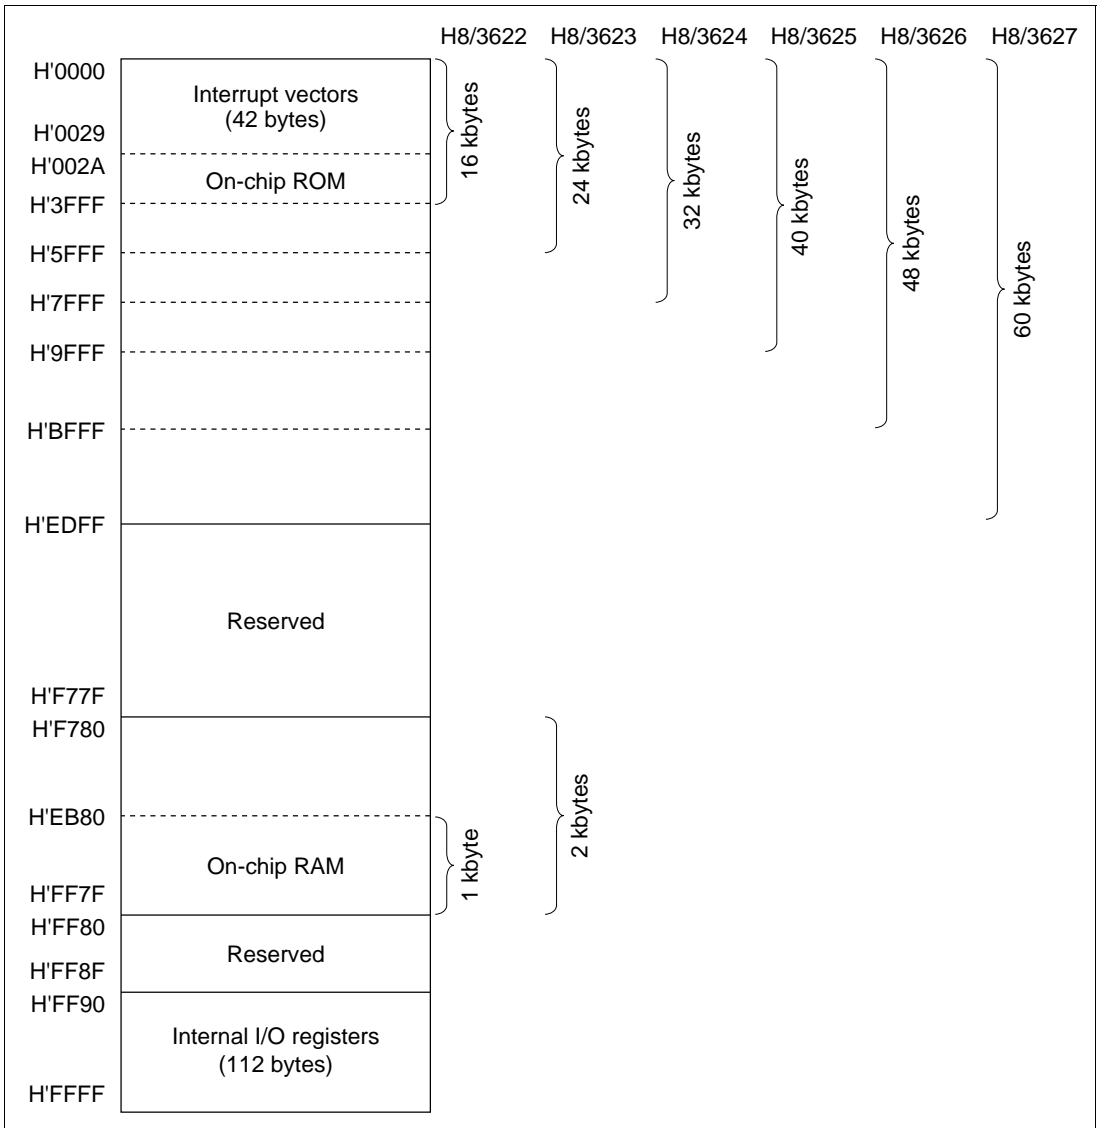 H8/3622 H8/3623 H8/3624 H8/3625 H8/3626 H8/3627
H'0000
Interrupt vectors
(42 bytes)
H'0029
H'002A
On-chip ROM
H'3FFF
H'5FFF
H'7FFF
H'9FFF
H'BFFF
H'EDFF
16 kbytes
24 kbytes
32 kbytes
40 kbytes
48 kbytes
60 kbytes
Reserved
H'F77F
H'F780
H'EB80
On-chip RAM
H'FF7F
1 kbyte
2 kbytes
H'FF80
Reserved
H'FF8F
H'FF90
Internal I/O registers
(112 bytes)
H'FFFF